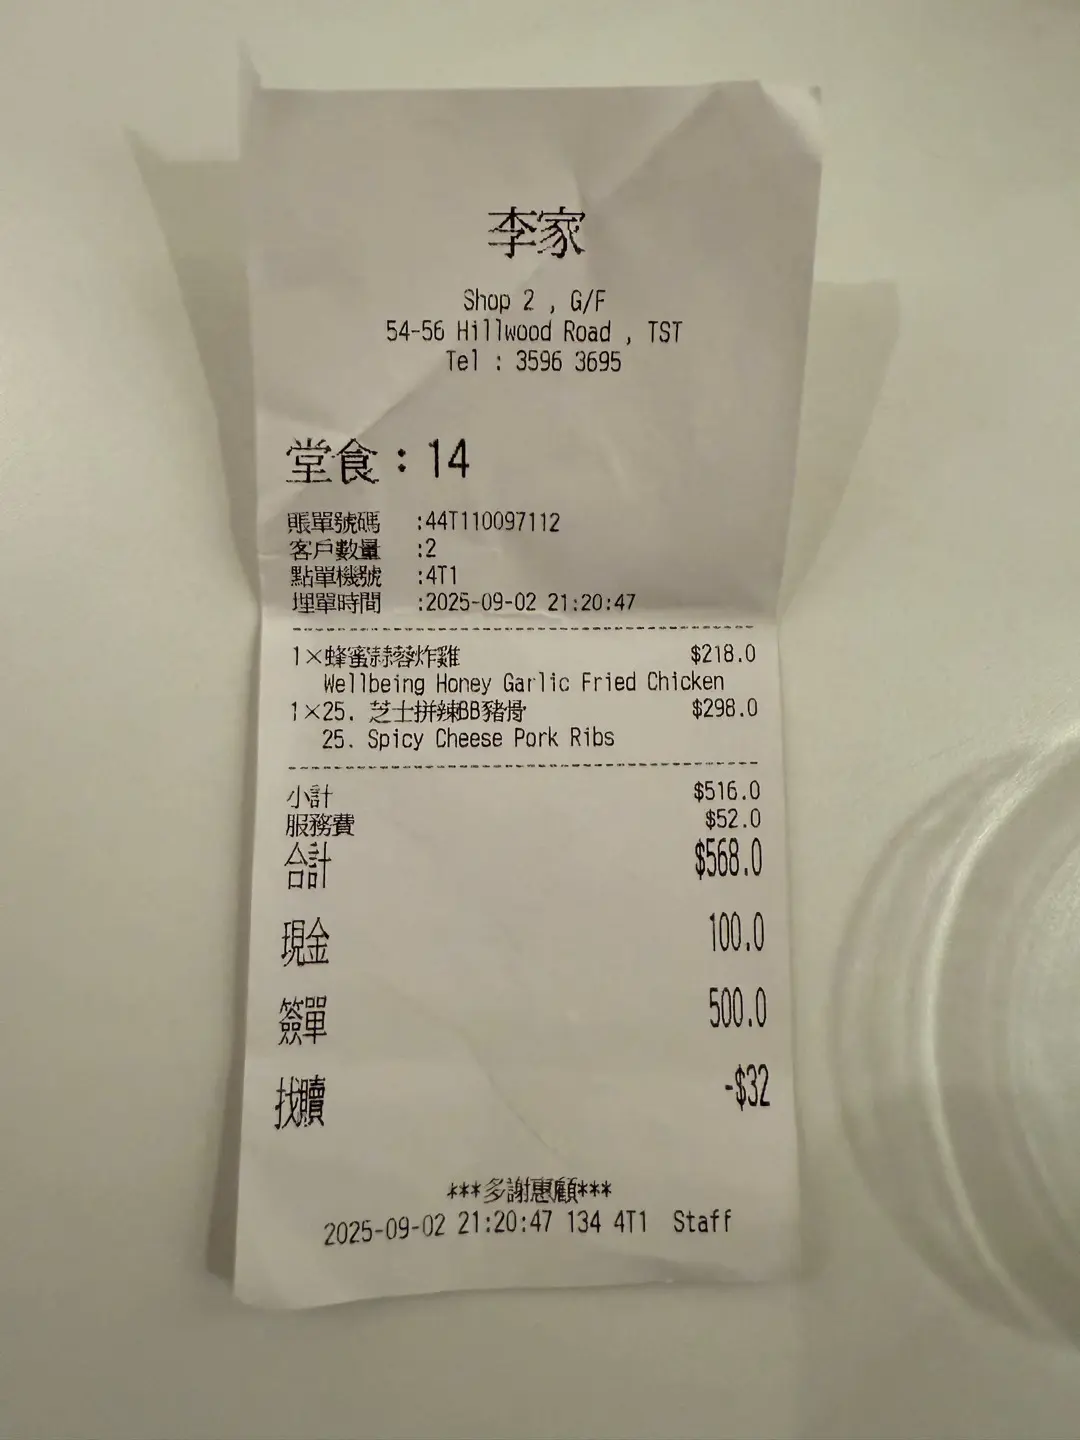 李家
Shop 2 , G/F
54-56 Hillwood Road , TST
Tel : 3596 3695
堂食：14
賬單號碼 :44T110097112
客戶數量 :2
點單機號 :4T1
埋單時間 :2025-09-02 21:20:47
1×蜂蜜蒜蓉炸雞 $218.0
Wellbeing Honey Garlic Fried Chicken
1×25. 芝士拼辣BB豬骨 $298.0
25. Spicy Cheese Pork Ribs
小計 $516.0
服務費 $52.0
合計 $568.0
現金 100.0
簽單 500.0
找贖 -$32
***多謝惠顧***
2025-09-02 21:20:47 134 4T1 Staff